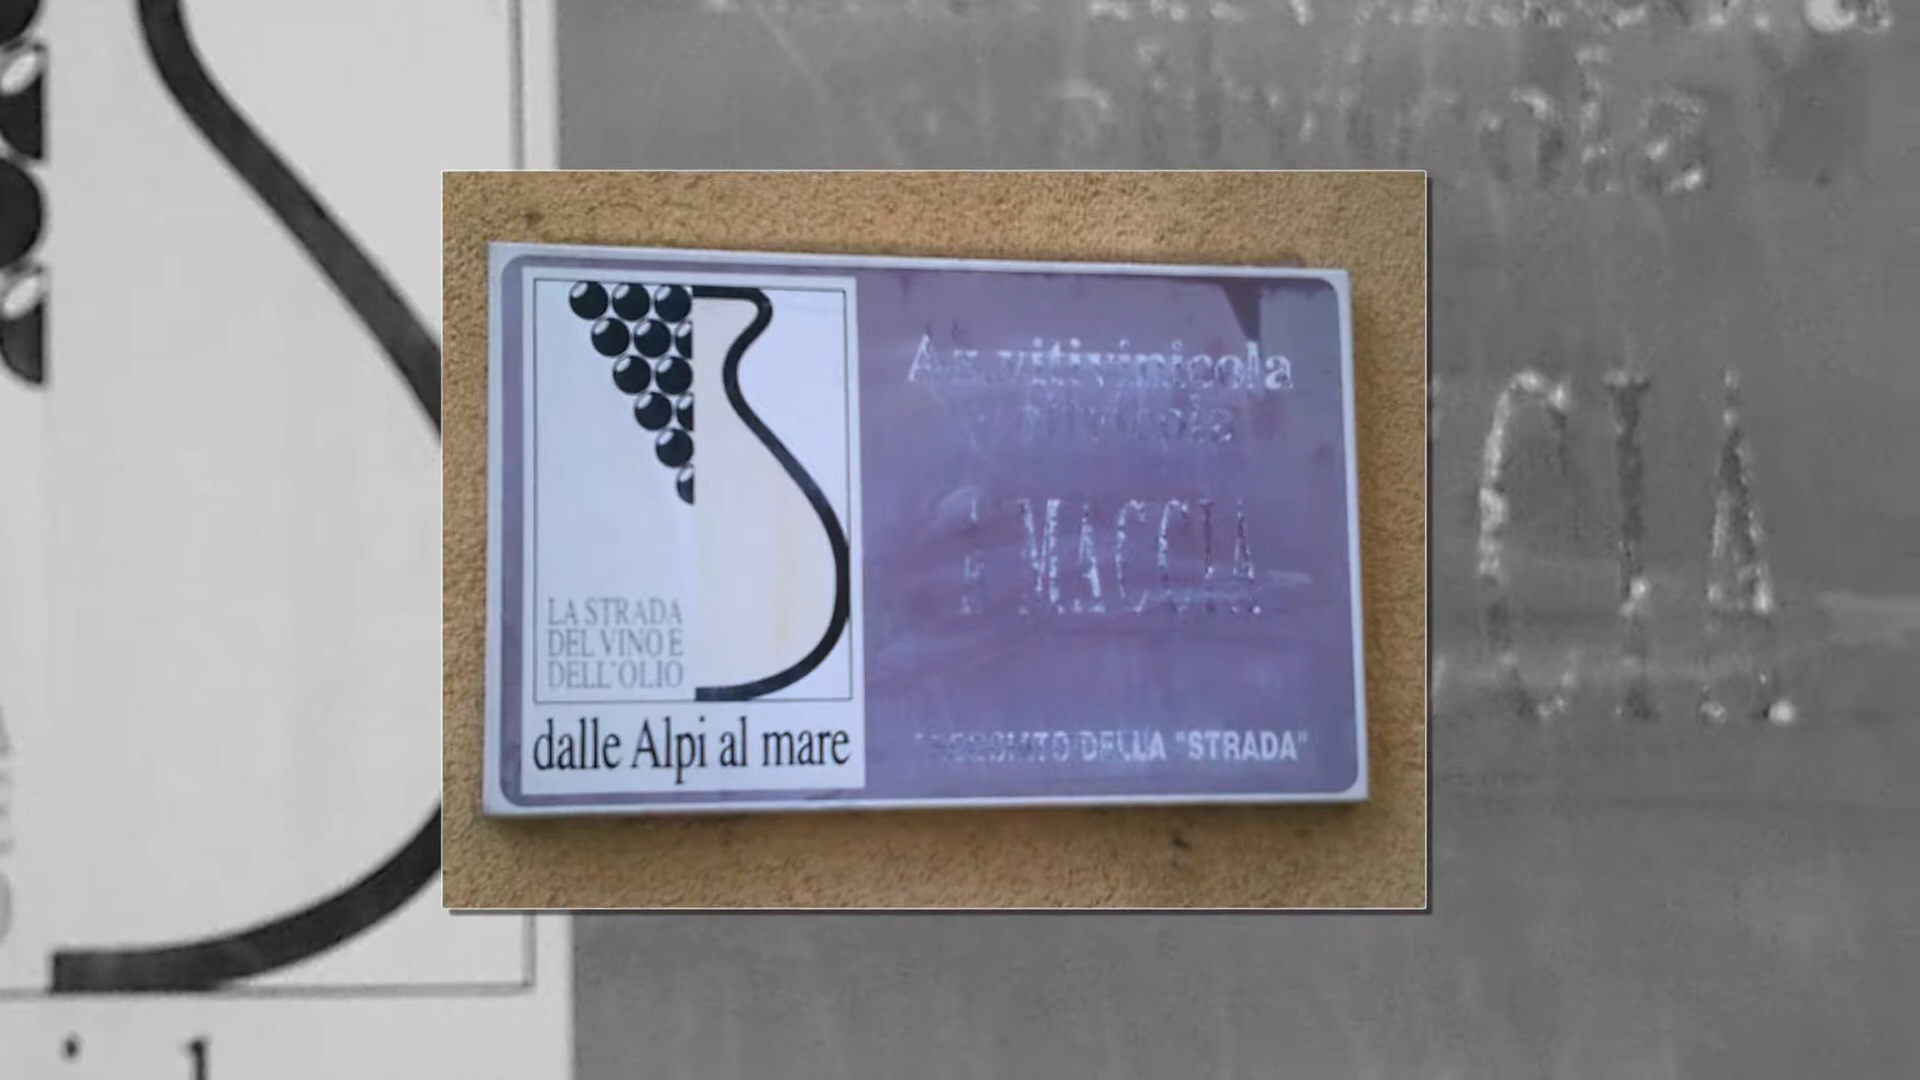 LA STRADA
DEL VINO E
DELL'OLIO
dalle Alpi al mare
Az. vitivinicola
MACCIA
DELLA "STRADA"